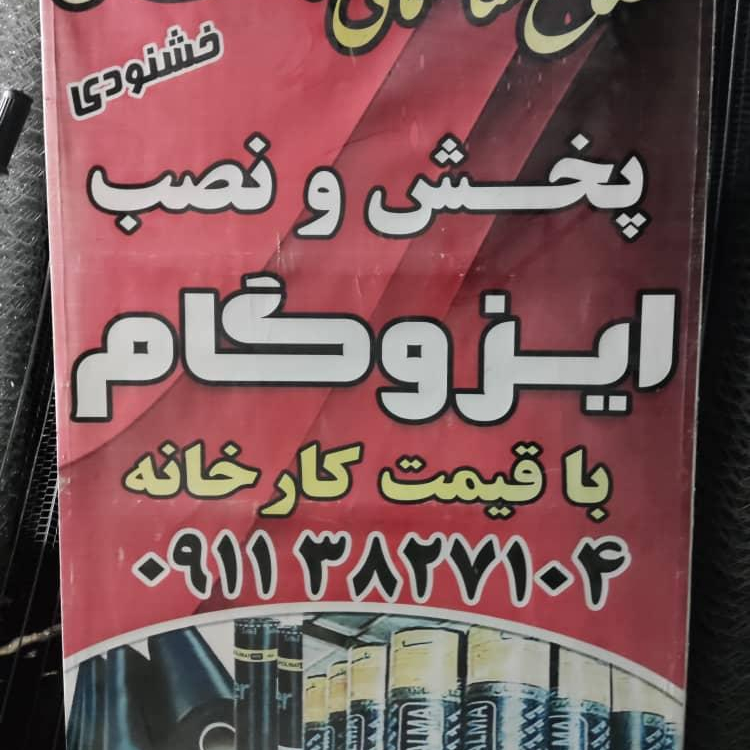 خشنودی
پخش و نصب
ایزوگام
با قیمت کارخانه
۰۹۱۱ ۳۸۲۷۱۰۴